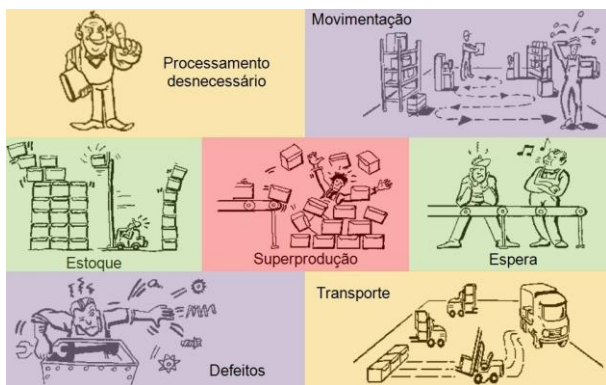 Processamento
desnecessário
Movimentação
Estoque
Superprodução
Espera
Defeitos
Transporte